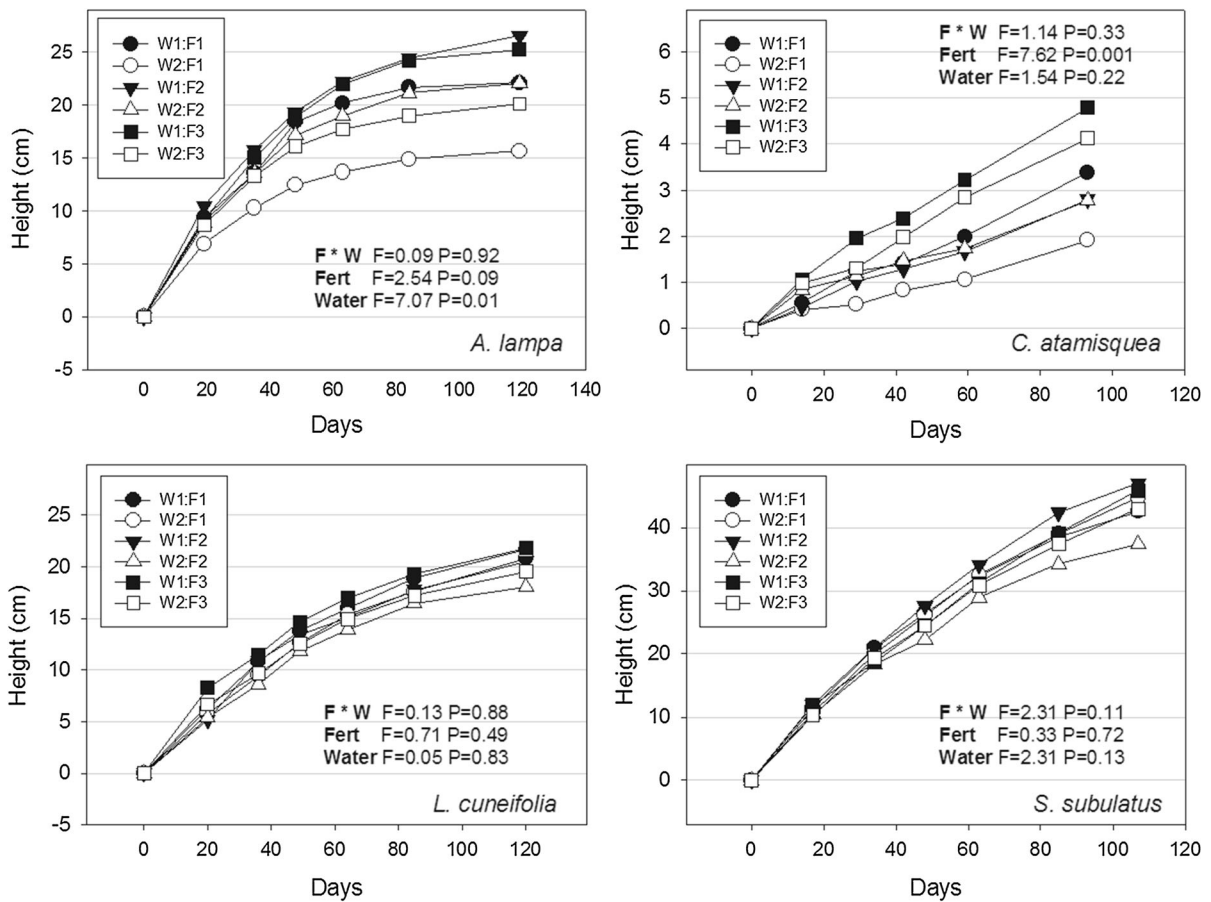 W1:F1
W2:F1
W1:F2
W2:F2
W1:F3
W2:F3
F * W F=0.09 P=0.92
Fert F=2.54 P=0.09
Water F=7.07 P=0.01
A. lampa
Height (cm)
25
20
15
10
5
0
-5
0 20 40 60 80 100 120 140
Days
W1:F1
W2:F1
W1:F2
W2:F2
W1:F3
W2:F3
F * W F=1.14 P=0.33
Fert F=7.62 P=0.001
Water F=1.54 P=0.22
C. atamisquea
Height (cm)
6
5
4
3
2
1
0
0 20 40 60 80 100 120
Days
W1:F1
W2:F1
W1:F2
W2:F2
W1:F3
W2:F3
F * W F=0.13 P=0.88
Fert F=0.71 P=0.49
Water F=0.05 P=0.83
L. cuneifolia
Height (cm)
25
20
15
10
5
0
-5
0 20 40 60 80 100 120
Days
W1:F1
W2:F1
W1:F2
W2:F2
W1:F3
W2:F3
F * W F=2.31 P=0.11
Fert F=0.33 P=0.72
Water F=2.31 P=0.13
S. subulatus
Height (cm)
40
30
20
10
0
0 20 40 60 80 100 120
Days